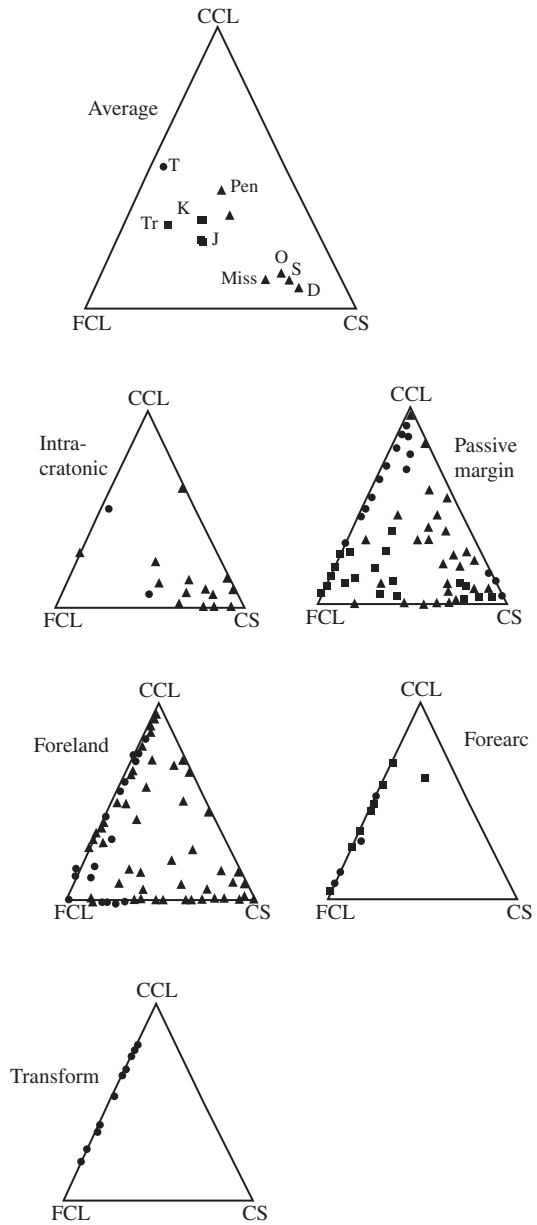 CCL
Average
T
Pen
K
Tr
J
O
S
Miss
D
FCL CS
CCL
Intra-
cratonic
FCL CS
CCL
Passive
margin
FCL CS
CCL
Foreland
FCL CS
CCL
Forearc
FCL CS
CCL
Transform
FCL CS